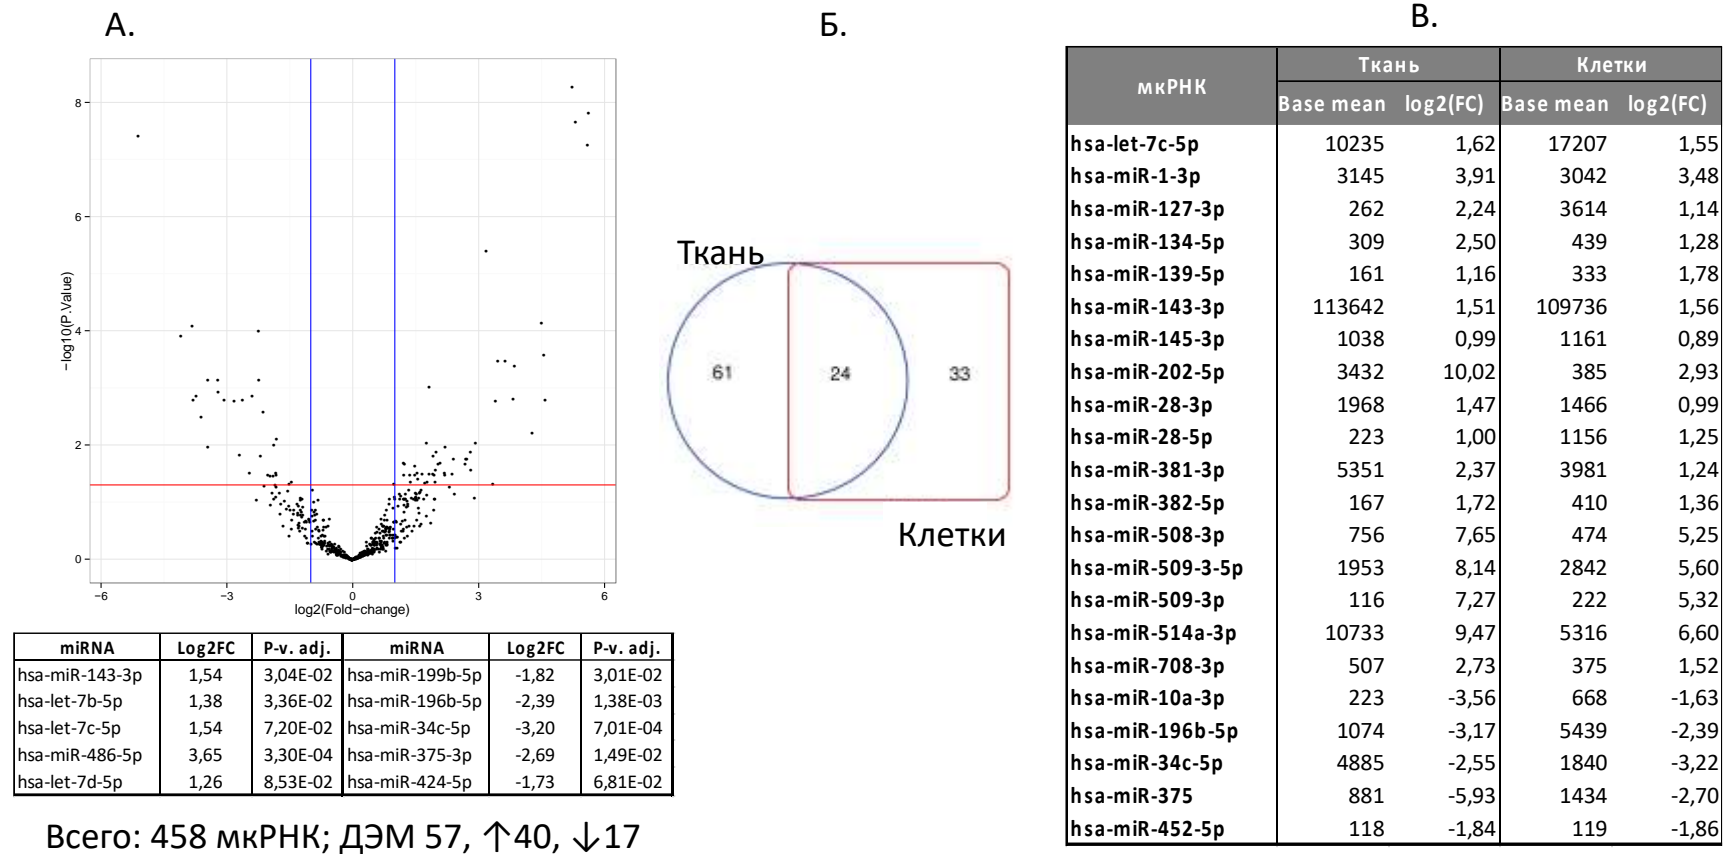 А.
8
6
4
2
0
−log10(P.Value)
−6 −3 0 3 6
log2(Fold−change)
miRNA Log2FC P-v. adj. miRNA Log2FC P-v. adj.
hsa-miR-143-3p 1,54 3,04E-02 hsa-miR-199b-5p -1,82 3,01E-02
hsa-let-7b-5p 1,38 3,36E-02 hsa-miR-196b-5p -2,39 1,38E-03
hsa-let-7c-5p 1,54 7,20E-02 hsa-miR-34c-5p -3,20 7,01E-04
hsa-miR-486-5p 3,65 3,30E-04 hsa-miR-375-3p -2,69 1,49E-02
hsa-let-7d-5p 1,26 8,53E-02 hsa-miR-424-5p -1,73 6,81E-02
Всего: 458 мкРНК; ДЭМ 57, ↑40, ↓17
Б.
Ткань
61 24 33
Клетки
В.
мкРНК Ткань Клетки
Base mean log2(FC) Base mean log2(FC)
hsa-let-7c-5p 10235 1,62 17207 1,55
hsa-miR-1-3p 3145 3,91 3042 3,48
hsa-miR-127-3p 262 2,24 3614 1,14
hsa-miR-134-5p 309 2,50 439 1,28
hsa-miR-139-5p 161 1,16 333 1,78
hsa-miR-143-3p 113642 1,51 109736 1,56
hsa-miR-145-3p 1038 0,99 1161 0,89
hsa-miR-202-5p 3432 10,02 385 2,93
hsa-miR-28-3p 1968 1,47 1466 0,99
hsa-miR-28-5p 223 1,00 1156 1,25
hsa-miR-381-3p 5351 2,37 3981 1,24
hsa-miR-382-5p 167 1,72 410 1,36
hsa-miR-508-3p 756 7,65 474 5,25
hsa-miR-509-3-5p 1953 8,14 2842 5,60
hsa-miR-509-3p 116 7,27 222 5,32
hsa-miR-514a-3p 10733 9,47 5316 6,60
hsa-miR-708-3p 507 2,73 375 1,52
hsa-miR-10a-3p 223 -3,56 668 -1,63
hsa-miR-196b-5p 1074 -3,17 5439 -2,39
hsa-miR-34c-5p 4885 -2,55 1840 -3,22
hsa-miR-375 881 -5,93 1434 -2,70
hsa-miR-452-5p 118 -1,84 119 -1,86